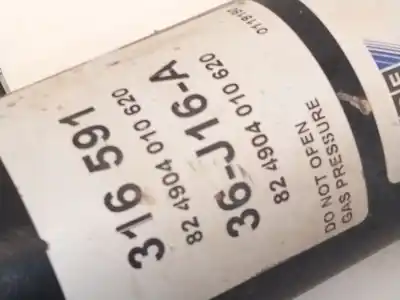 316 591
82 4904 010 620
36-J16-A
82 4904 010 620
DO NOT OPEN
GAS PRESSURE